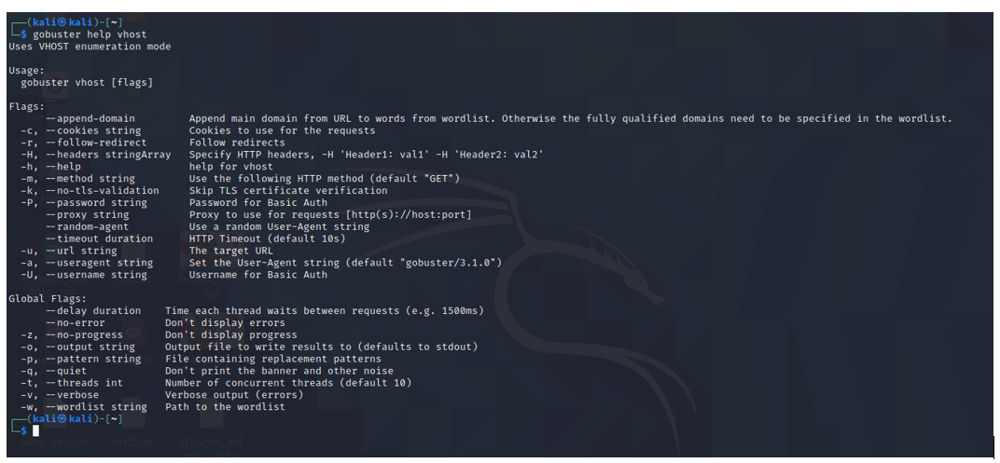 (kali㉿kali)-[~]
$ gobuster help vhost
Uses VHOST enumeration mode
Usage:
gobuster vhost [flags]
Flags:
--append-domain Append main domain from URL to words from wordlist. Otherwise the fully qualified domains need to be specified in the wordlist.
-c, --cookies string Cookies to use for the requests
-r, --follow-redirect Follow redirects
-H, --headers stringArray Specify HTTP headers, -H 'Header1: val1' -H 'Header2: val2'
-h, --help help for vhost
-m, --method string Use the following HTTP method (default "GET")
-k, --no-tls-validation Skip TLS certificate verification
-P, --password string Password for Basic Auth
--proxy string Proxy to use for requests [http(s)://host:port]
--random-agent Use a random User-Agent string
--timeout duration HTTP Timeout (default 10s)
-u, --url string The target URL
-a, --useragent string Set the User-Agent string (default "gobuster/3.1.0")
-U, --username string Username for Basic Auth
Global Flags:
--delay duration Time each thread waits between requests (e.g. 1500ms)
--no-error Don't display errors
-z, --no-progress Don't display progress
-o, --output string Output file to write results to (defaults to stdout)
-p, --pattern string File containing replacement patterns
-q, --quiet Don't print the banner and other noise
-t, --threads int Number of concurrent threads (default 10)
-v, --verbose Verbose output (errors)
-w, --wordlist string Path to the wordlist
(kali㉿kali)-[~]
$
nikto_savy.txt test1.txt WpScan_eM